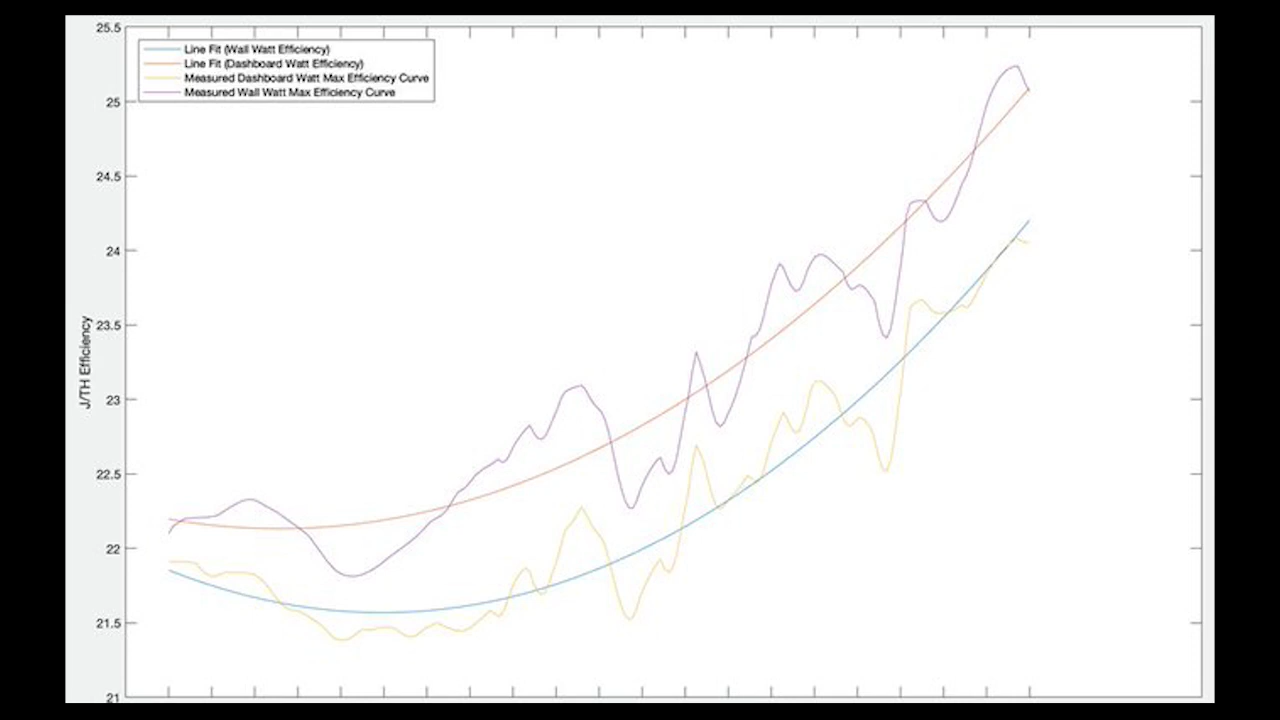 25.5
Line Fit (Wall Watt Efficiency)
Line Fit (Dashboard Watt Efficiency)
Measured Dashboard Watt Max Efficiency Curve
Measured Wall Watt Max Efficiency Curve
25
24.5
24
23.5
J/TH Efficiency
23
22.5
22
21.5
21